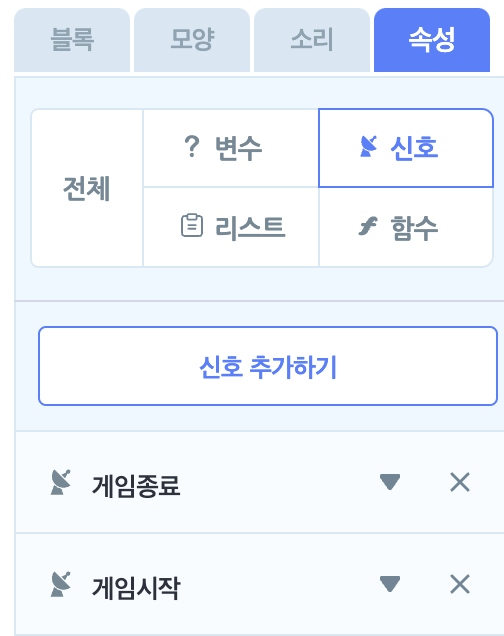 블록 모양 소리 속성
전체
? 변수
신호
리스트
함수
신호 추가하기
게임종료
게임시작